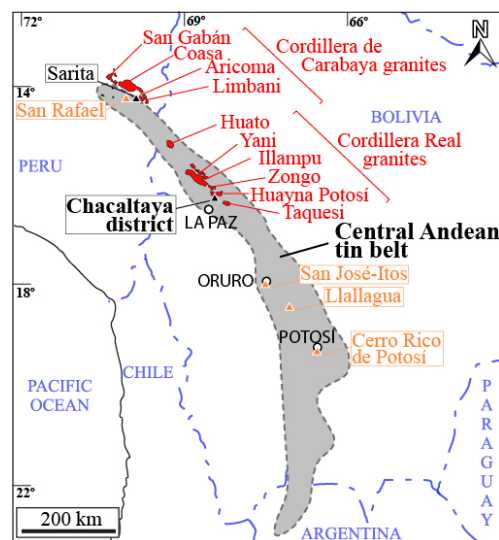 72°
69°
66°
San Gabán
Coasa
Aricoma
Limbani
Cordillera de
Carabaya granites
Sarita
14°
San Rafael
BOLIVIA
Huato
Yani
Illampu
Zongo
Huayna Potosí
Taquesi
Cordillera Real
granites
PERU
Chacaltaya
district
LA PAZ
Central Andean
tin belt
ORURO
San José-Itos
18°
Llallagua
POTOSÍ
Cerro Rico
de Potosí
PACIFIC
OCEAN
CHILE
PARAGUAY
22°
200 km
ARGENTINA
N